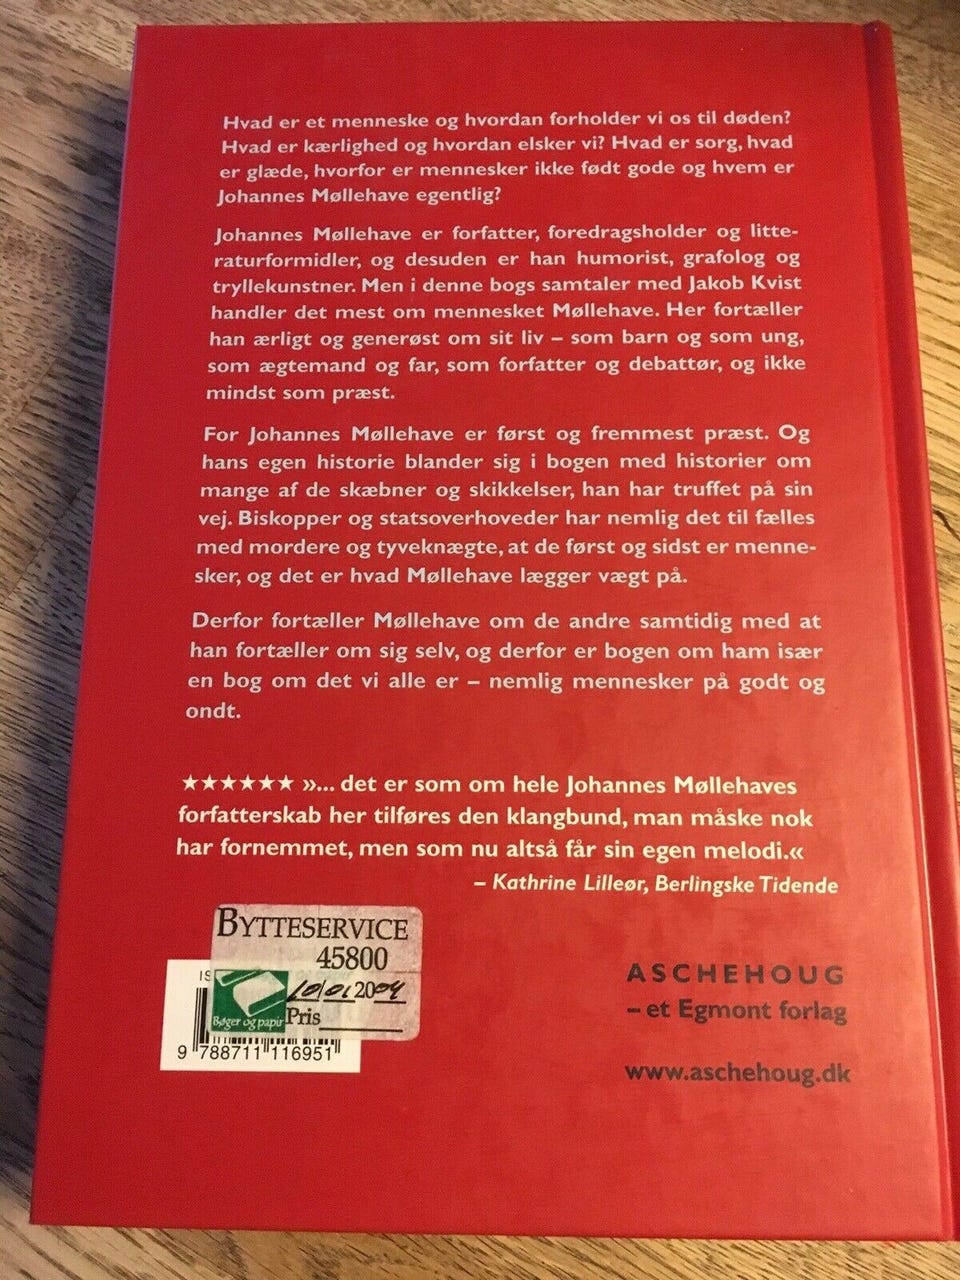 Hvad er et menneske og hvordan forholder vi os til døden?
Hvad er kærlighed og hvordan elsker vi? Hvad er sorg, hvad
er glæde, hvorfor er mennesker ikke født gode og hvem er
Johannes Møllehave egentlig?
Johannes Møllehave er forfatter, foredragsholder og litte-
raturformidler, og desuden er han humorist, grafolog og
tryllekunstner. Men i denne bogs samtaler med Jakob Kvist
handler det mest om mennesket Møllehave. Her fortæller
han ærligt og generøst om sit liv – som barn og som ung,
som ægtemand og far, som forfatter og debattør, og ikke
mindst som præst.
For Johannes Møllehave er først og fremmest præst. Og
hans egen historie blander sig i bogen med historier om
mange af de skæbner og skikkelser, han har truffet på sin
vej. Biskopper og statsoverhoveder har nemlig det til fælles
med mordere og tyveknægte, at de først og sidst er menne-
sker, og det er hvad Møllehave lægger vægt på.
Derfor fortæller Møllehave om de andre samtidig med at
han fortæller om sig selv, og derfor er bogen om ham især
en bog om det vi alle er – nemlig mennesker på godt og
ondt.
★★★★★★ »... det er som om hele Johannes Møllehaves
forfatterskab her tilføres den klangbund, man måske nok
har fornemmet, men som nu altså får sin egen melodi.«
– Kathrine Lilleør, Berlingske Tidende
BYTTESERVICE
45800
10/01 2004
Bøger og papir
Pris
IS
9 788711 116951
ASCHEHOUG
– et Egmont forlag
www.aschehoug.dk